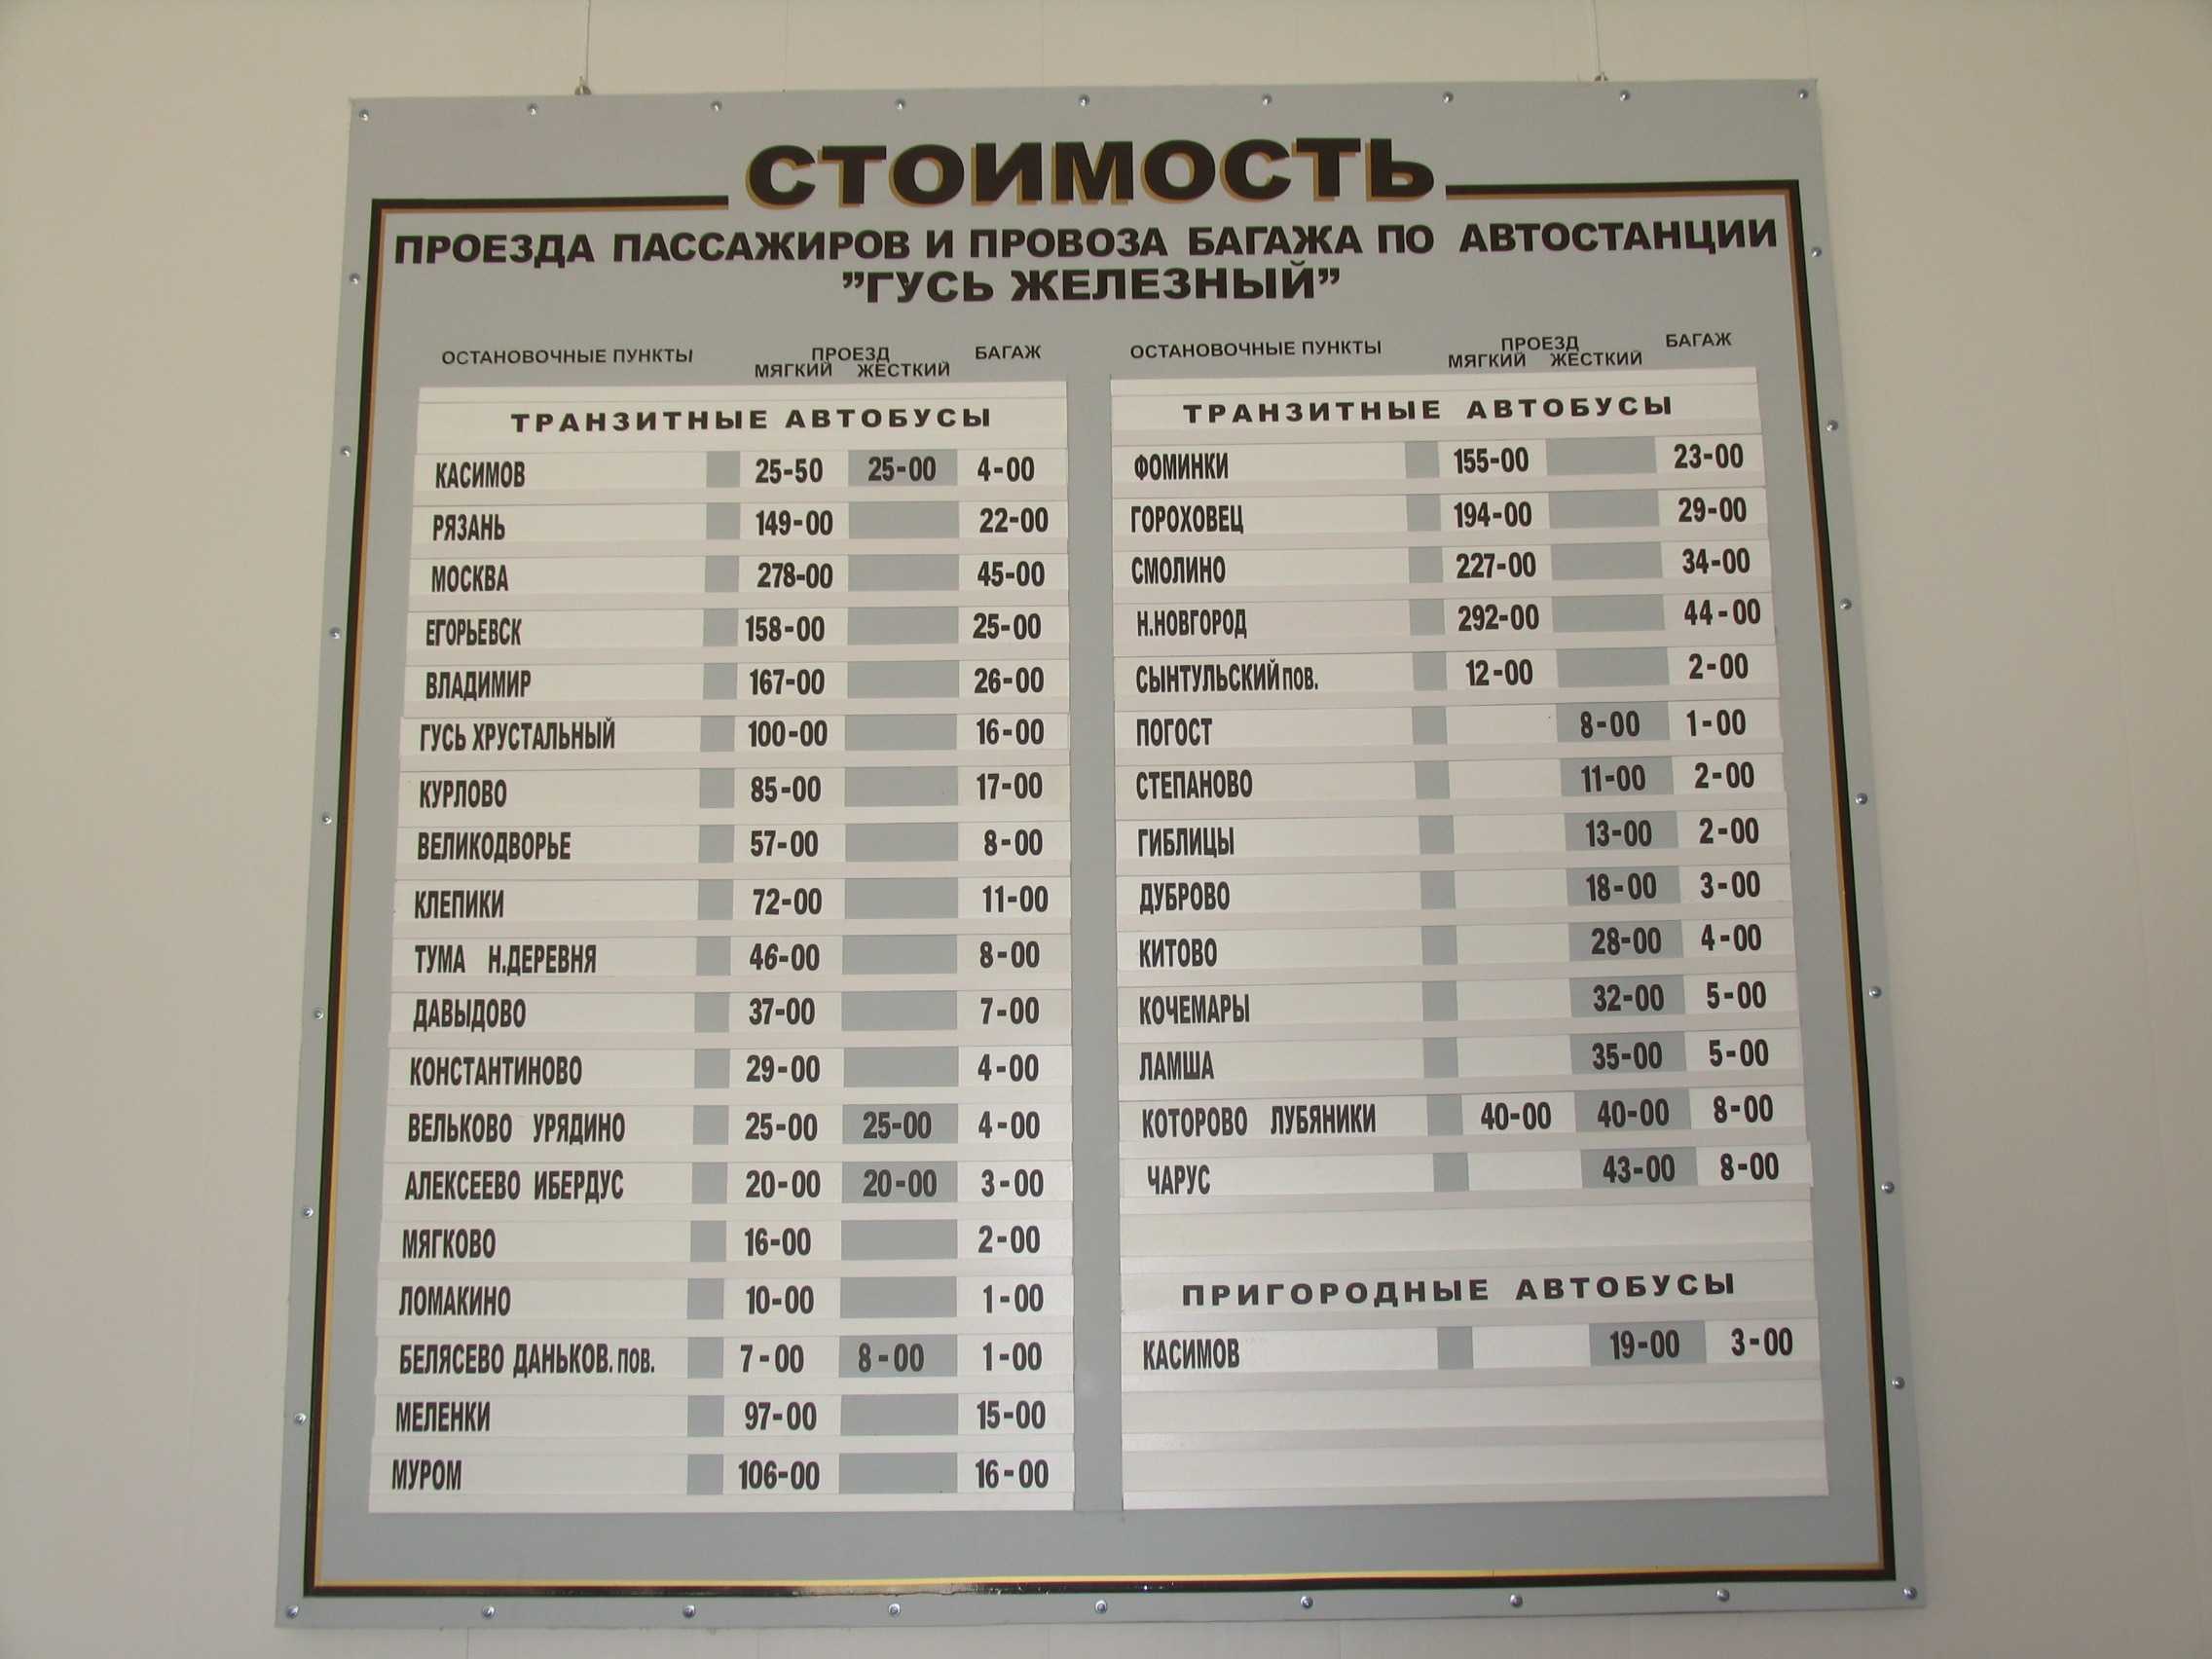 СТОИМОСТЬ
ПРОЕЗДА ПАССАЖИРОВ И ПРОВОЗА БАГАЖА ПО АВТОСТАНЦИИ
”ГУСЬ ЖЕЛЕЗНЫЙ”
ОСТАНОВОЧНЫЕ ПУНКТЫ ПРОЕЗД БАГАЖ
МЯГКИЙ ЖЕСТКИЙ
ТРАНЗИТНЫЕ АВТОБУСЫ
КАСИМОВ 25-50 25-00 4-00
РЯЗАНЬ 149-00 22-00
МОСКВА 278-00 45-00
ЕГОРЬЕВСК 158-00 25-00
ВЛАДИМИР 167-00 26-00
ГУСЬ ХРУСТАЛЬНЫЙ 100-00 16-00
КУРЛОВО 85-00 17-00
ВЕЛИКОДВОРЬЕ 57-00 8-00
КЛЕПИКИ 72-00 11-00
ТУМА Н.ДЕРЕВНЯ 46-00 8-00
ДАВЫДОВО 37-00 7-00
КОНСТАНТИНОВО 29-00 4-00
ВЕЛЬКОВО УРЯДИНО 25-00 25-00 4-00
АЛЕКСЕЕВО ИБЕРДУС 20-00 20-00 3-00
МЯГКОВО 16-00 2-00
ЛОМАКИНО 10-00 1-00
БЕЛЯСЕВО ДАНЬКОВ.ПОВ. 7-00 8-00 1-00
МЕЛЕНКИ 97-00 15-00
МУРОМ 106-00 16-00
ОСТАНОВОЧНЫЕ ПУНКТЫ ПРОЕЗД БАГАЖ
МЯГКИЙ ЖЕСТКИЙ
ТРАНЗИТНЫЕ АВТОБУСЫ
ФОМИНКИ 155-00 23-00
ГОРОХОВЕЦ 194-00 29-00
СМОЛИНО 227-00 34-00
Н.НОВГОРОД 292-00 44-00
СЫНТУЛЬСКИЙ ПОВ. 12-00 2-00
ПОГОСТ 8-00 1-00
СТЕПАНОВО 11-00 2-00
ГИБЛИЦЫ 13-00 2-00
ДУБРОВО 18-00 3-00
КИТОВО 28-00 4-00
КОЧЕМАРЫ 32-00 5-00
ЛАМША 35-00 5-00
КОТОРОВО ЛУБЯНИКИ 40-00 40-00 8-00
ЧАРУС 43-00 8-00
ПРИГОРОДНЫЕ АВТОБУСЫ
КАСИМОВ 19-00 3-00